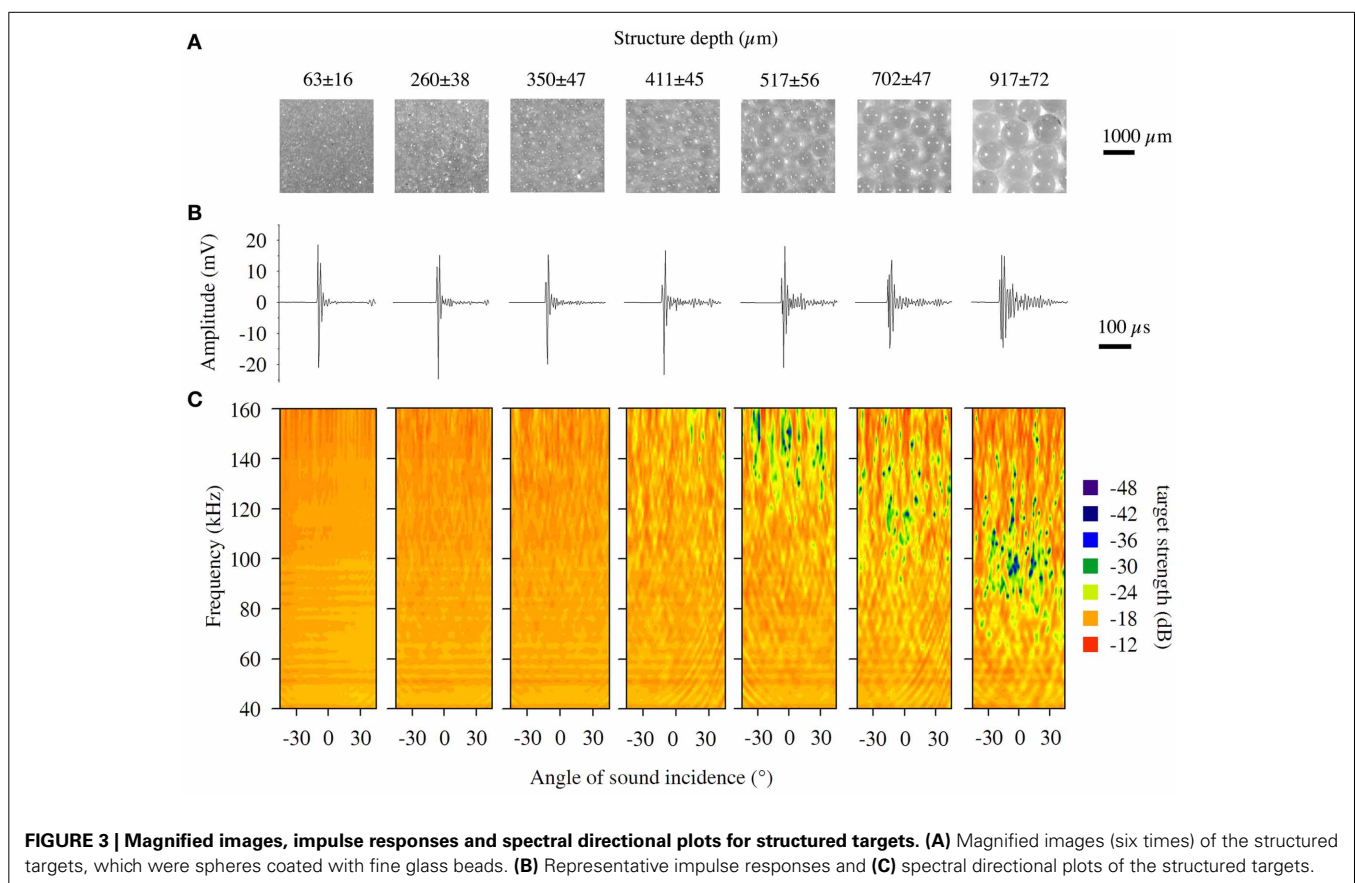 A
Structure depth (µm)
63±16 260±38 350±47 411±45 517±56 702±47 917±72
1000 µm
B
Amplitude (mV)
20
10
0
-10
-20
100 µs
C
Frequency (kHz)
160
140
120
100
80
60
40
-48
-42
-36
-30
-24
-18
-12
target strength (dB)
-30 0 30 -30 0 30 -30 0 30 -30 0 30 -30 0 30 -30 0 30 -30 0 30
Angle of sound incidence (°)
FIGURE 3 | Magnified images, impulse responses and spectral directional plots for structured targets. (A) Magnified images (six times) of the structured
targets, which were spheres coated with fine glass beads. (B) Representative impulse responses and (C) spectral directional plots of the structured targets.